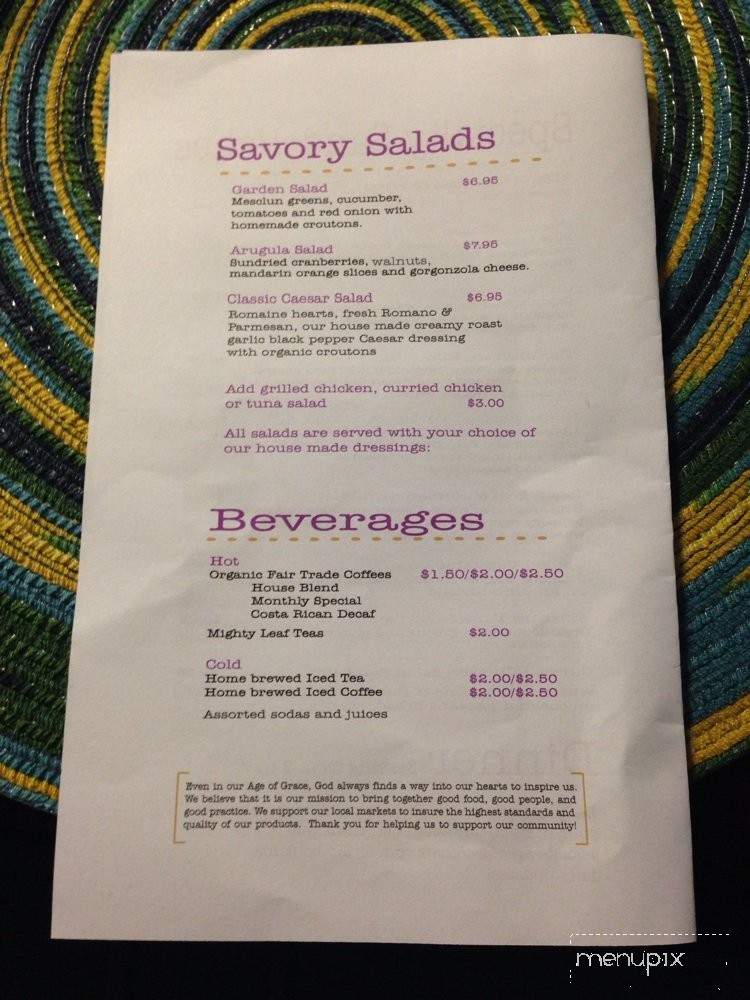 Savory Salads
Garden Salad $6.95
Mesclun greens, cucumber,
tomatoes and red onion with
homemade croutons.
Arugula Salad $7.95
Sundried cranberries, walnuts,
mandarin orange slices and gorgonzola cheese.
Classic Caesar Salad $6.95
Romaine hearts, fresh Romano &
Parmesan, our house made creamy roast
garlic black pepper Caesar dressing
with organic croutons
Add grilled chicken, curried chicken
or tuna salad $3.00
All salads are served with your choice of
our house made dressings:
Beverages
Hot
Organic Fair Trade Coffees $1.50/$2.00/$2.50
House Blend
Monthly Special
Costa Rican Decaf
Mighty Leaf Teas $2.00
Cold
Home brewed Iced Tea $2.00/$2.50
Home brewed Iced Coffee $2.00/$2.50
Assorted sodas and juices
Even in our Age of Grace, God always finds a way into our hearts to inspire us.
We believe that it is our mission to bring together good food, good people, and
good practice. We support our local markets to insure the highest standards and
quality of our products. Thank you for helping us to support our community!
menupix